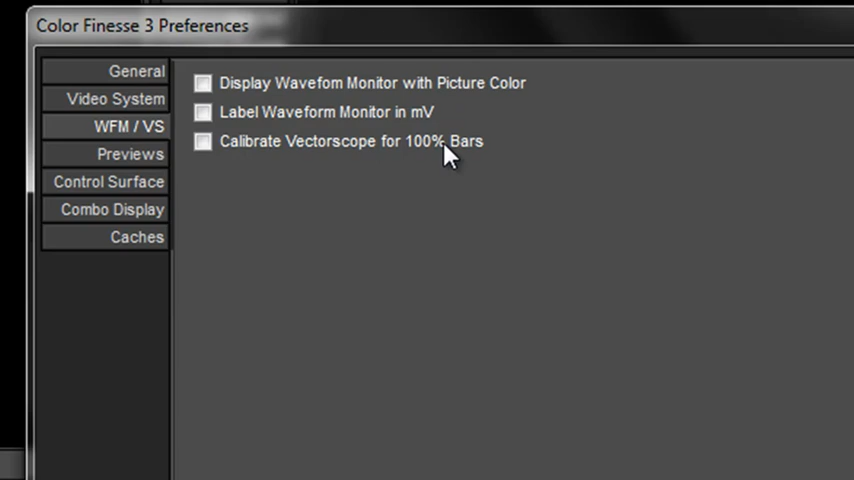 Color Finesse 3 Preferences
General
Video System
WFM / VS
Previews
Control Surface
Combo Display
Caches
Display Wavefom Monitor with Picture Color
Label Waveform Monitor in mV
Calibrate Vectorscope for 100% Bars